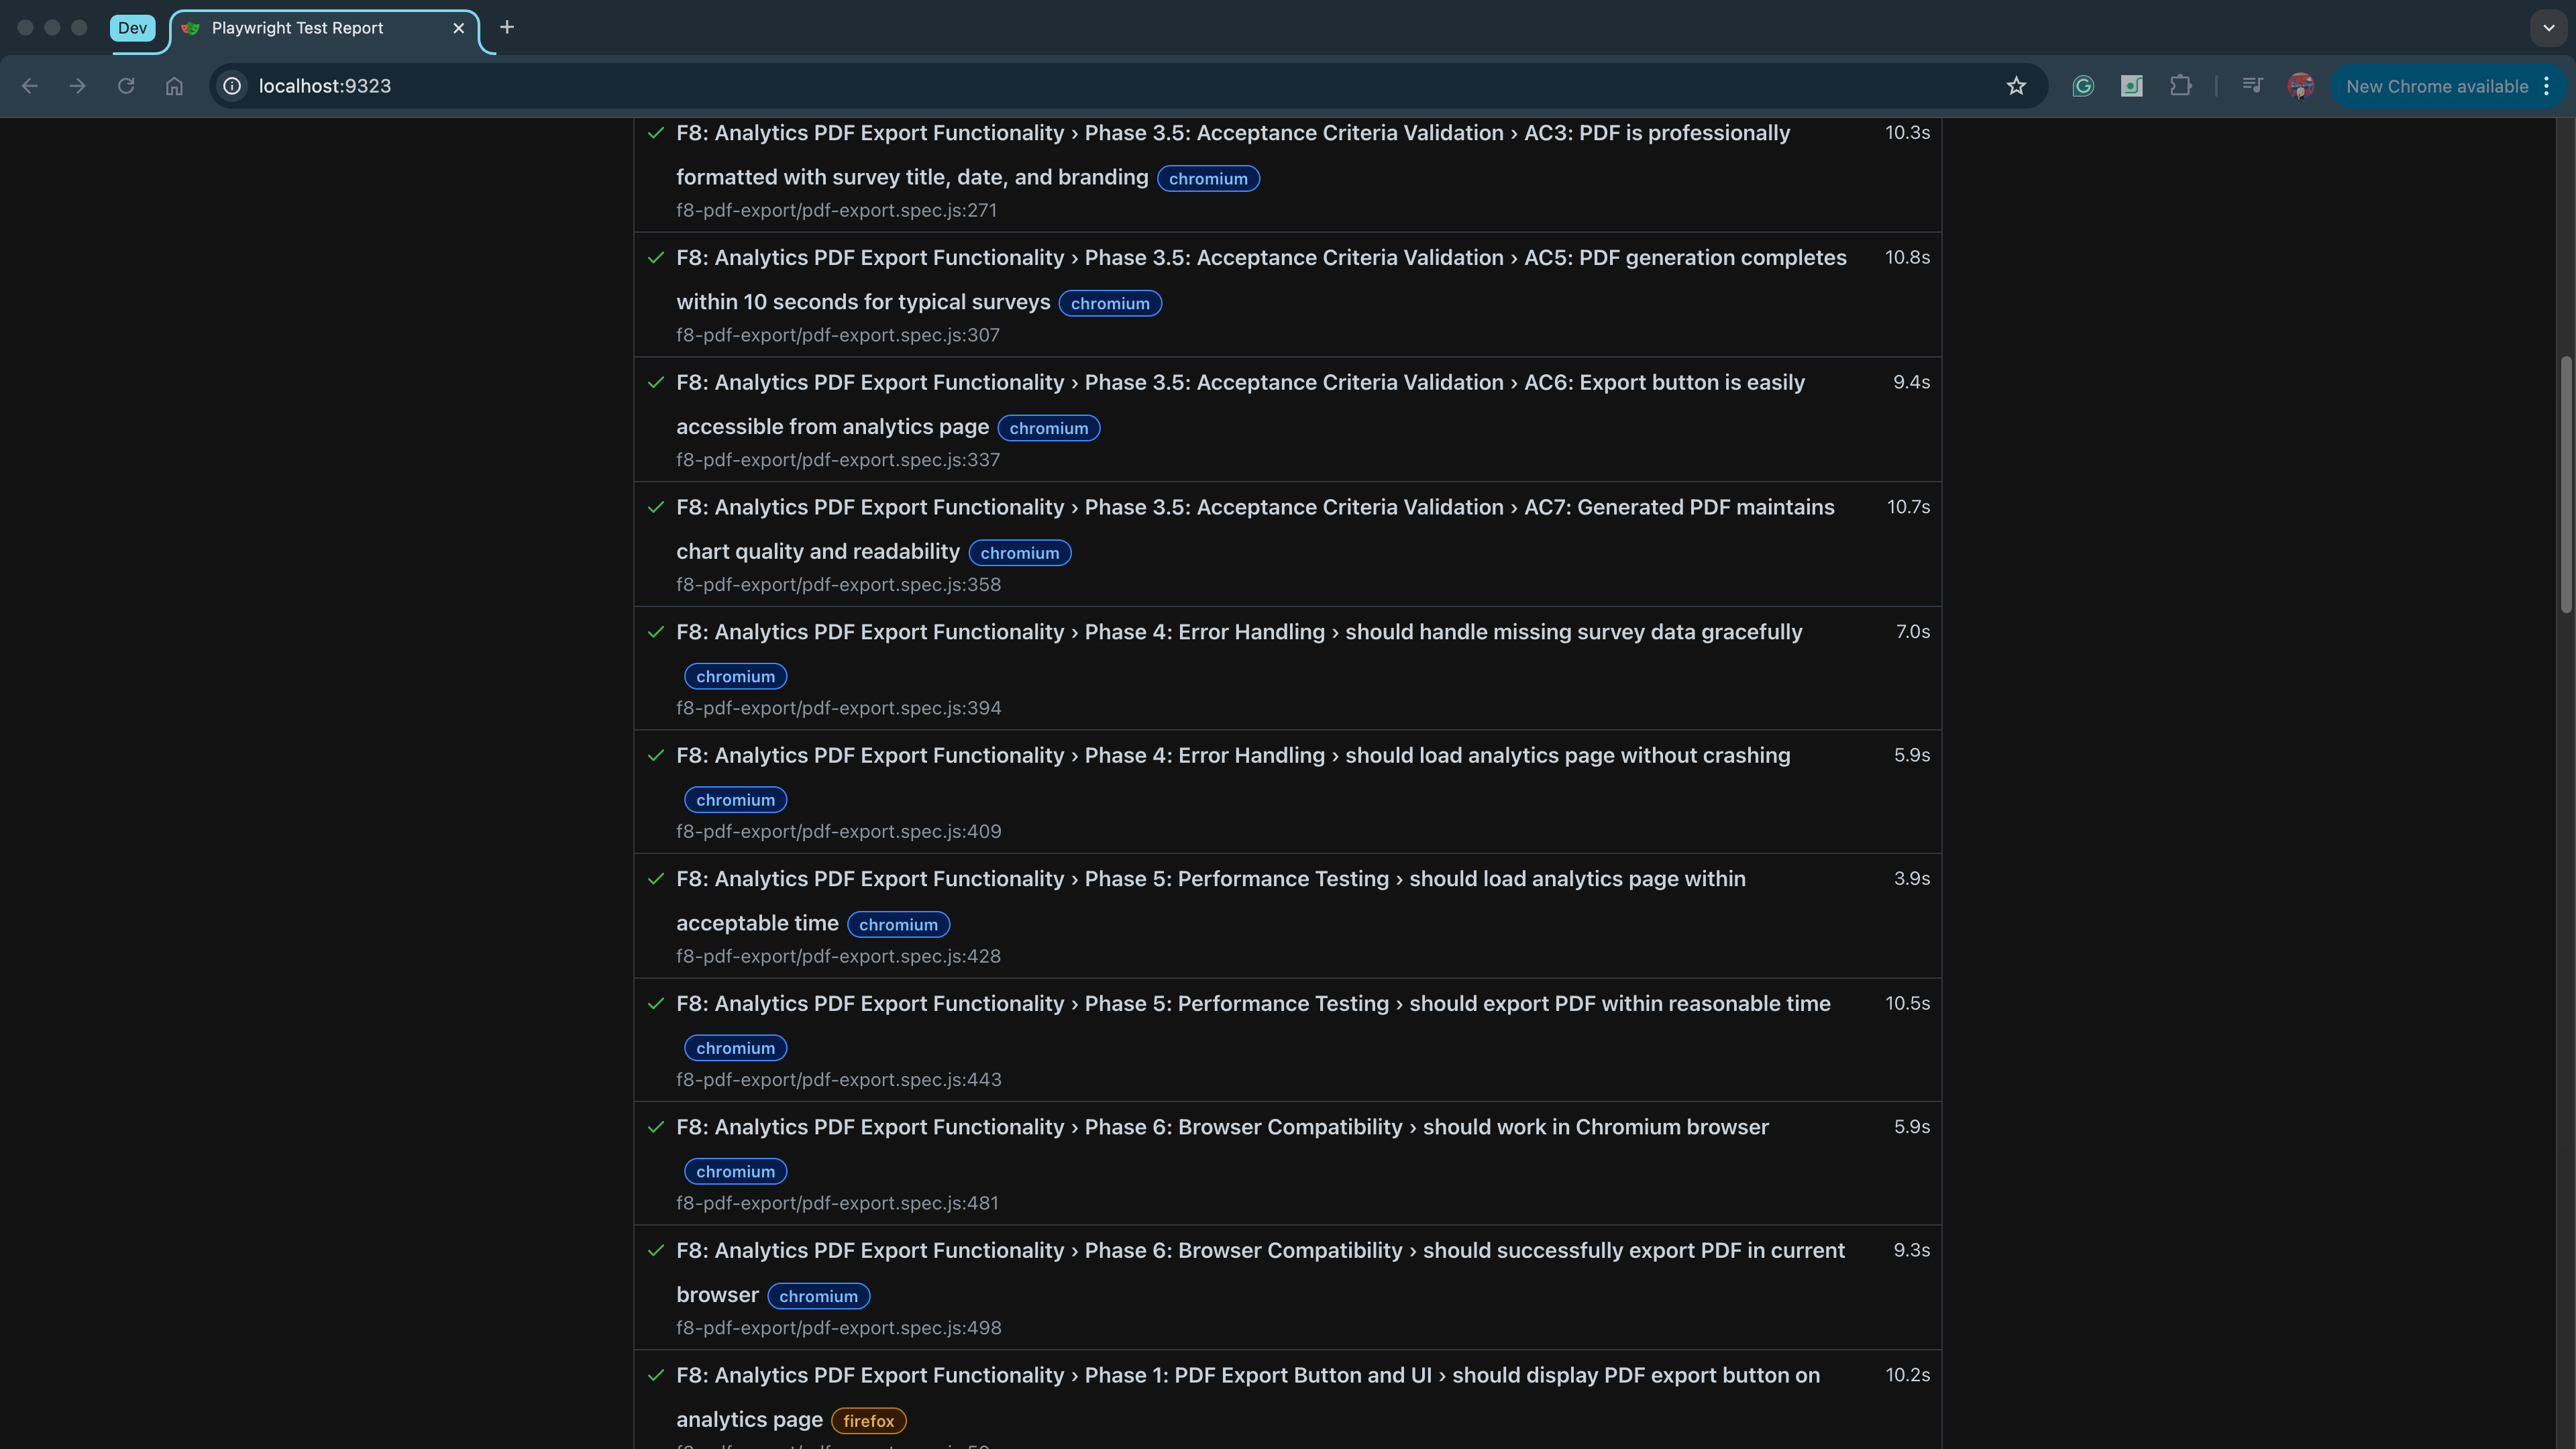 Dev
Playwright Test Report
localhost:9323
New Chrome available
F8: Analytics PDF Export Functionality › Phase 3.5: Acceptance Criteria Validation › AC3: PDF is professionally
10.3s
formatted with survey title, date, and branding chromium
f8-pdf-export/pdf-export.spec.js:271
F8: Analytics PDF Export Functionality › Phase 3.5: Acceptance Criteria Validation › AC5: PDF generation completes
10.8s
within 10 seconds for typical surveys chromium
f8-pdf-export/pdf-export.spec.js:307
F8: Analytics PDF Export Functionality › Phase 3.5: Acceptance Criteria Validation › AC6: Export button is easily
9.4s
accessible from analytics page chromium
f8-pdf-export/pdf-export.spec.js:337
F8: Analytics PDF Export Functionality › Phase 3.5: Acceptance Criteria Validation › AC7: Generated PDF maintains
10.7s
chart quality and readability chromium
f8-pdf-export/pdf-export.spec.js:358
F8: Analytics PDF Export Functionality › Phase 4: Error Handling › should handle missing survey data gracefully
7.0s
chromium
f8-pdf-export/pdf-export.spec.js:394
F8: Analytics PDF Export Functionality › Phase 4: Error Handling › should load analytics page without crashing
5.9s
chromium
f8-pdf-export/pdf-export.spec.js:409
F8: Analytics PDF Export Functionality › Phase 5: Performance Testing › should load analytics page within
3.9s
acceptable time chromium
f8-pdf-export/pdf-export.spec.js:428
F8: Analytics PDF Export Functionality › Phase 5: Performance Testing › should export PDF within reasonable time
10.5s
chromium
f8-pdf-export/pdf-export.spec.js:443
F8: Analytics PDF Export Functionality › Phase 6: Browser Compatibility › should work in Chromium browser
5.9s
chromium
f8-pdf-export/pdf-export.spec.js:481
F8: Analytics PDF Export Functionality › Phase 6: Browser Compatibility › should successfully export PDF in current
9.3s
browser chromium
f8-pdf-export/pdf-export.spec.js:498
F8: Analytics PDF Export Functionality › Phase 1: PDF Export Button and UI › should display PDF export button on
10.2s
analytics page firefox